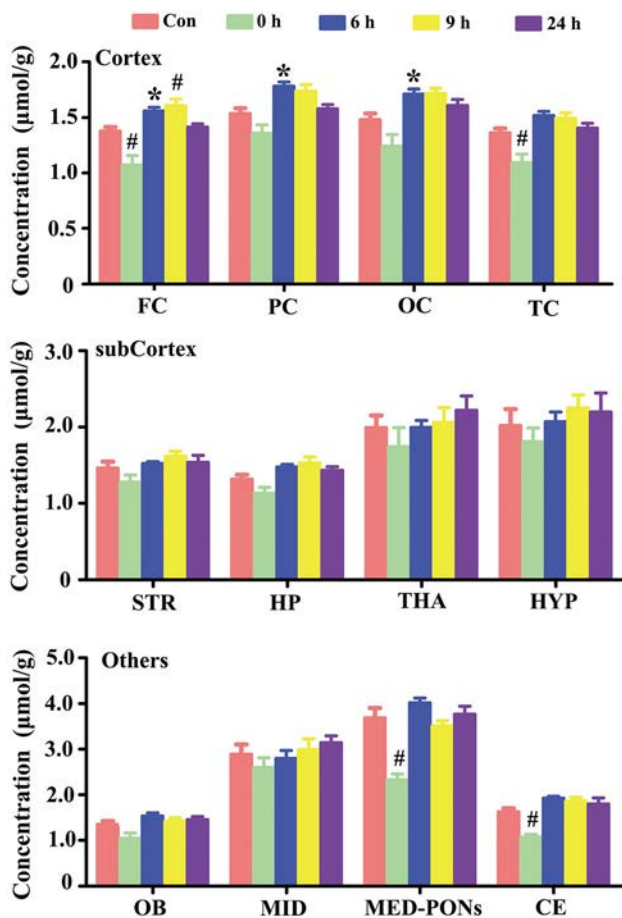 Con 0 h 6 h 9 h 24 h
Cortex
Concentration (μmol/g)
2.0
1.5
1.0
0.5
0
# * # * * #
FC PC OC TC
subCortex
Concentration (μmol/g)
3.0
2.0
1.0
0
STR HP THA HYP
Others
Concentration (μmol/g)
5.0
4.0
3.0
2.0
1.0
0
# #
OB MID MED-PONs CE